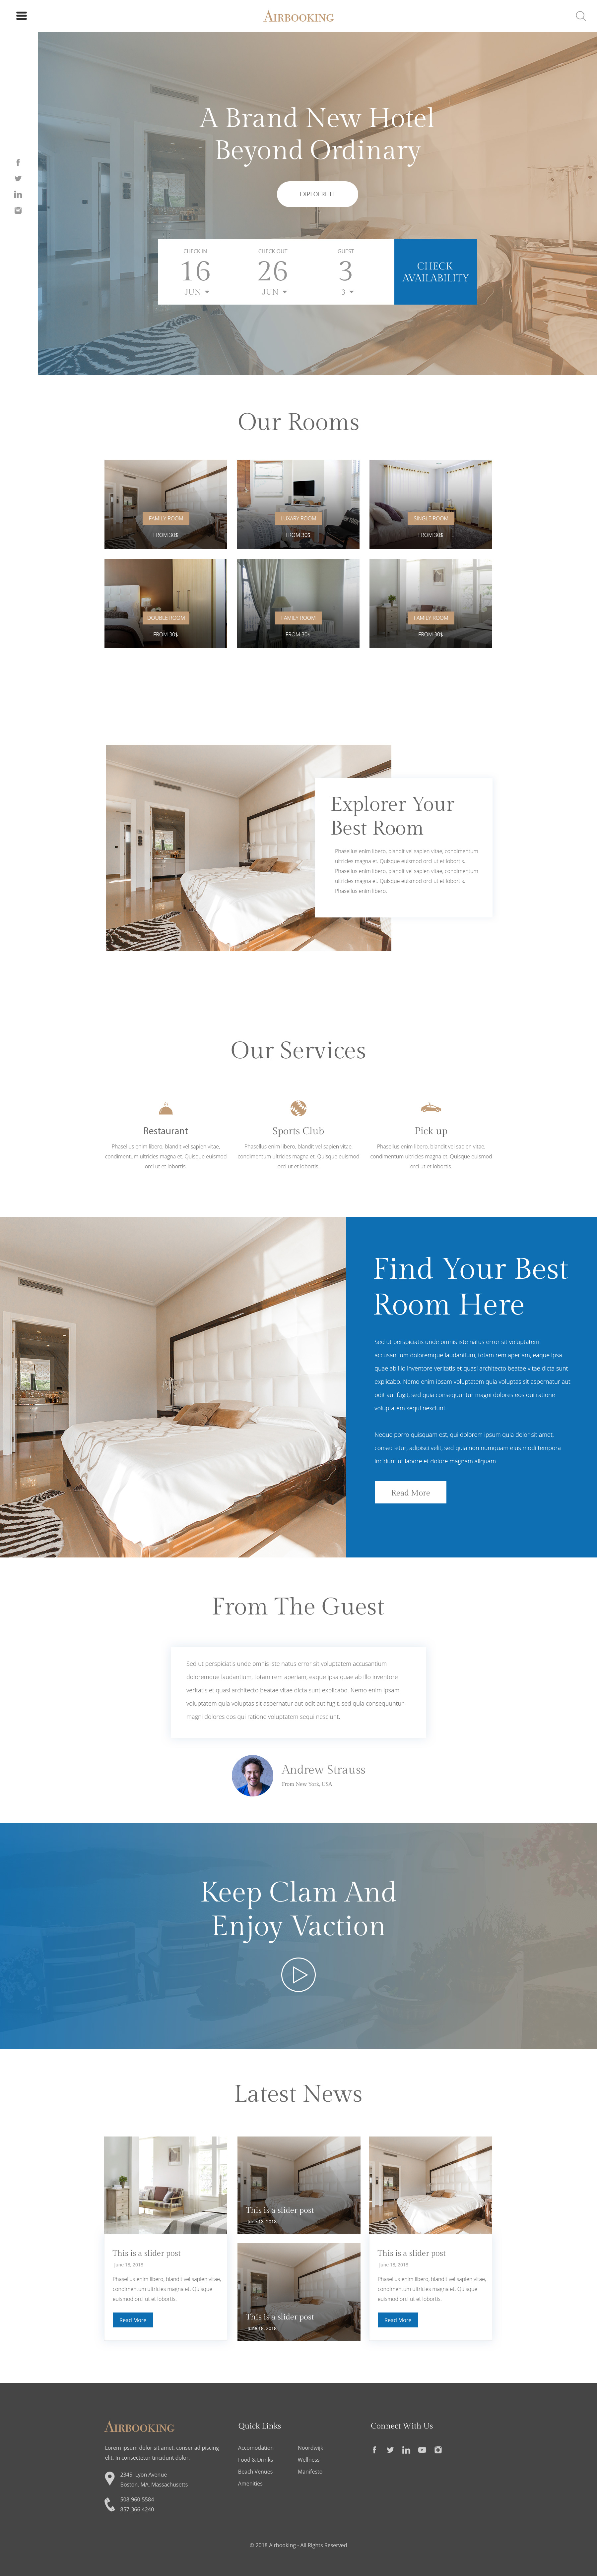 AIRBOOKING
A Brand New Hotel
Beyond Ordinary
EXPLOERE IT
CHECK IN
16
JUN
CHECK OUT
26
JUN
GUEST
3
3
CHECK
AVAILABILITY
Our Rooms
FAMILY ROOM
FROM 30$
LUXARY ROOM
FROM 30$
SINGLE ROOM
FROM 30$
DOUBLE ROOM
FROM 30$
FAMILY ROOM
FROM 30$
FAMILY ROOM
FROM 30$
Explorer Your
Best Room
Phasellus enim libero, blandit vel sapien vitae, condimentum
ultricies magna et. Quisque euismod orci ut et lobortis.
Phasellus enim libero, blandit vel sapien vitae, condimentum
ultricies magna et. Quisque euismod orci ut et lobortis.
Phasellus enim libero.
Our Services
Restaurant
Phasellus enim libero, blandit vel sapien vitae,
condimentum ultricies magna et. Quisque euismod
orci ut et lobortis.
Sports Club
Phasellus enim libero, blandit vel sapien vitae,
condimentum ultricies magna et. Quisque euismod
orci ut et lobortis.
Pick up
Phasellus enim libero, blandit vel sapien vitae,
condimentum ultricies magna et. Quisque euismod
orci ut et lobortis.
Find Your Best
Room Here
Sed ut perspiciatis unde omnis iste natus error sit voluptatem
accusantium doloremque laudantium, totam rem aperiam, eaque ipsa
quae ab illo inventore veritatis et quasi architecto beatae vitae dicta sunt
explicabo. Nemo enim ipsam voluptatem quia voluptas sit aspernatur aut
odit aut fugit, sed quia consequuntur magni dolores eos qui ratione
voluptatem sequi nesciunt.
Neque porro quisquam est, qui dolorem ipsum quia dolor sit amet,
consectetur, adipisci velit, sed quia non numquam eius modi tempora
incidunt ut labore et dolore magnam aliquam.
Read More
From The Guest
Sed ut perspiciatis unde omnis iste natus error sit voluptatem accusantium
doloremque laudantium, totam rem aperiam, eaque ipsa quae ab illo inventore
veritatis et quasi architecto beatae vitae dicta sunt explicabo. Nemo enim ipsam
voluptatem quia voluptas sit aspernatur aut odit aut fugit, sed quia consequuntur
magni dolores eos qui ratione voluptatem sequi nesciunt.
Andrew Strauss
From New York, USA
Keep Clam And
Enjoy Vaction
Latest News
This is a slider post
June 18, 2018
Phasellus enim libero, blandit vel sapien vitae,
condimentum ultricies magna et. Quisque
euismod orci ut et lobortis.
Read More
This is a slider post
June 18, 2018
This is a slider post
June 18, 2018
This is a slider post
June 18, 2018
Phasellus enim libero, blandit vel sapien vitae,
condimentum ultricies magna et. Quisque
euismod orci ut et lobortis.
Read More
AIRBOOKING
Lorem ipsum dolor sit amet, conser adipiscing
elit. In consectetur tincidunt dolor.
2345 Lyon Avenue
Boston, MA, Massachusetts
508-960-5584
857-366-4240
Quick Links
Accomodation
Food & Drinks
Beach Venues
Amenities
Noordwijk
Wellness
Manifesto
Connect With Us
© 2018 Airbooking - All Rights Reserved